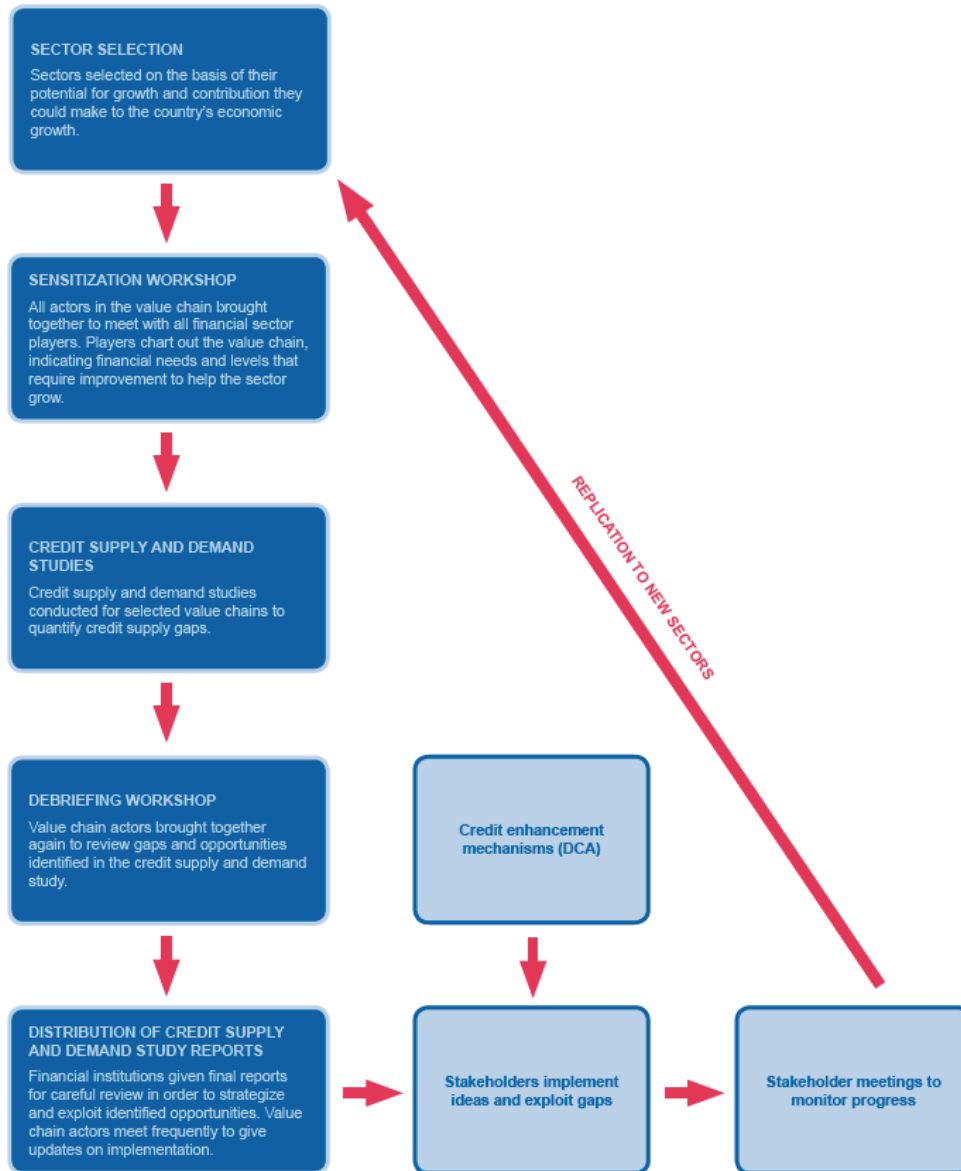 SECTOR SELECTION
Sectors selected on the basis of their
potential for growth and contribution they
could make to the country's economic
growth.
SENSITIZATION WORKSHOP
All actors in the value chain brought
together to meet with all financial sector
players. Players chart out the value chain,
indicating financial needs and levels that
require improvement to help the sector
grow.
CREDIT SUPPLY AND DEMAND
STUDIES
Credit supply and demand studies
conducted for selected value chains to
quantify credit supply gaps.
REPLICATION TO NEW SECTORS
DEBRIEFING WORKSHOP
Value chain actors brought together
again to review gaps and opportunities
identified in the credit supply and demand
study.
Credit enhancement
mechanisms (DCA)
DISTRIBUTION OF CREDIT SUPPLY
AND DEMAND STUDY REPORTS
Financial institutions given final reports
for careful review in order to strategize
and exploit identified opportunities. Value
chain actors meet frequently to give
updates on implementation.
Stakeholders implement
ideas and exploit gaps
Stakeholder meetings to
monitor progress